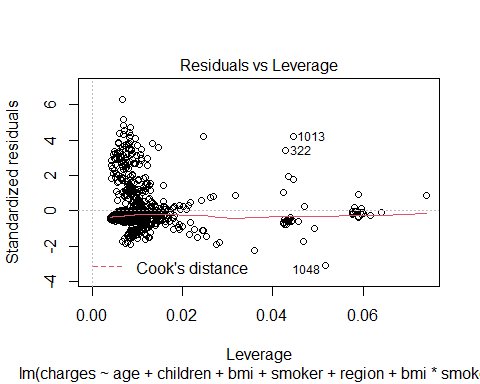 Residuals vs Leverage
Standardized residuals
6
4
2
0
-2
-4
1013
322
1048
Cook's distance
0.00 0.02 0.04 0.06
Leverage
lm(charges ~ age + children + bmi + smoker + region + bmi * smoke